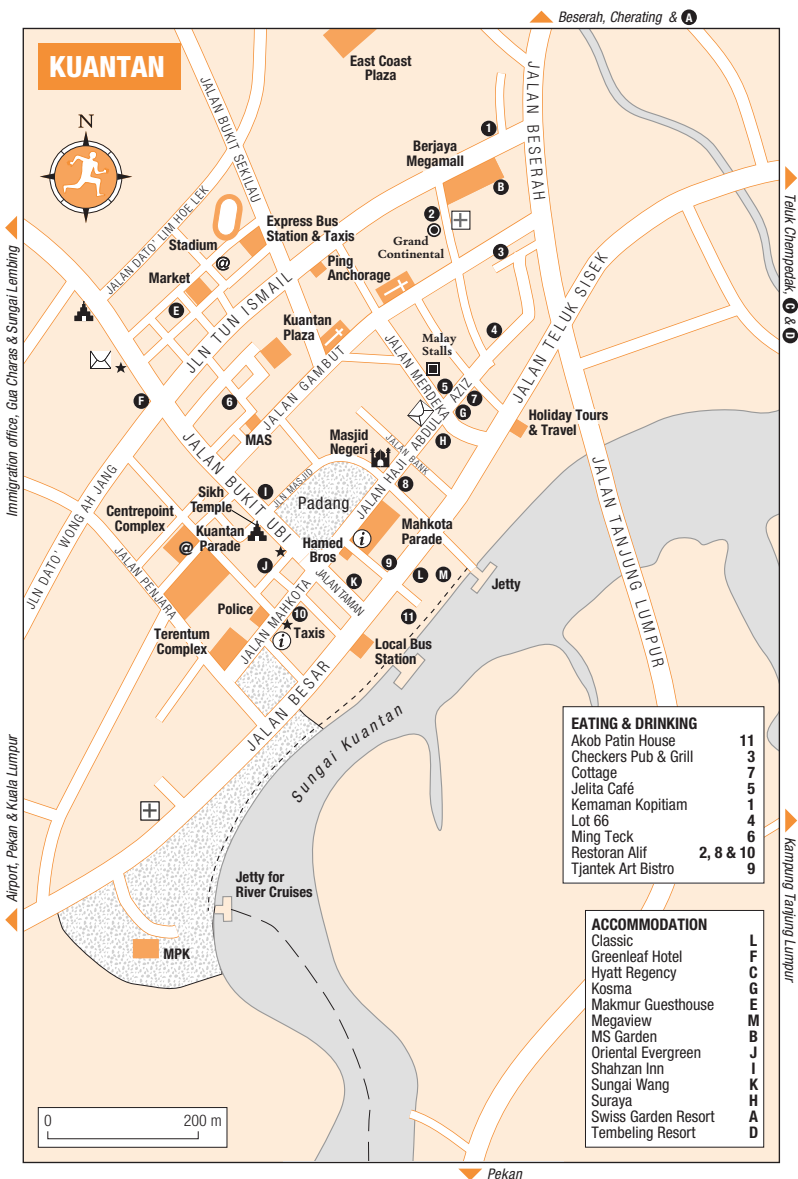 Beserah, Cherating & A
KUANTAN
N
East Coast
Plaza
JALAN BUKIT SEKILAU
JALAN BESERAH
1
Berjaya
Megamall
B
2
Grand
Continental
3
JALAN DATO' LIM HOE LEK
Stadium
@
Express Bus
Station & Taxis
Market
E
Ping
Anchorage
JLN TUN ISMAIL
Kuantan
Plaza
JALAN GAMBUT
JALAN MERDEKA
Malay
Stalls
4
5
7
G
H
JALAN TELUK SISEK
Teluk Chempedak, C & D
Immigration office, Gua Charas & Sungai Lembing
F
6
MAS
JALAN HAJI ABDUL AZIZ
JALAN BANK
Holiday Tours
& Travel
Masjid
Negeri
8
JALAN BUKIT UBI
JLN MASJID
I
Padang
Sikh
Temple
Centrepoint
Complex
@
Kuantan
Parade
J
Hamed
Bros
i
Mahkota
Parade
9
L
M
K
JALAN TAMAN
JLN DATO' WONG AH JANG
JALAN PENJARA
JALAN MAHKOTA
Police
10
Taxis
i
11
Jetty
JALAN TANJUNG LUMPUR
Terentum
Complex
Local Bus
Station
JALAN BESAR
Sungai Kuantan
Airport, Pekan & Kuala Lumpur
Jetty for
River Cruises
MPK
Kampung Tanjung Lumpur
EATING & DRINKING
Akob Patin House 11
Checkers Pub & Grill 3
Cottage 7
Jelita Café 5
Kemaman Kopitiam 1
Lot 66 4
Ming Teck 6
Restoran Alif 2, 8 & 10
Tjantek Art Bistro 9
ACCOMMODATION
Classic L
Greenleaf Hotel F
Hyatt Regency C
Kosma G
Makmur Guesthouse E
Megaview M
MS Garden B
Oriental Evergreen J
Shahzan Inn I
Sungai Wang K
Suraya H
Swiss Garden Resort A
Tembeling Resort D
0 200 m
Pekan